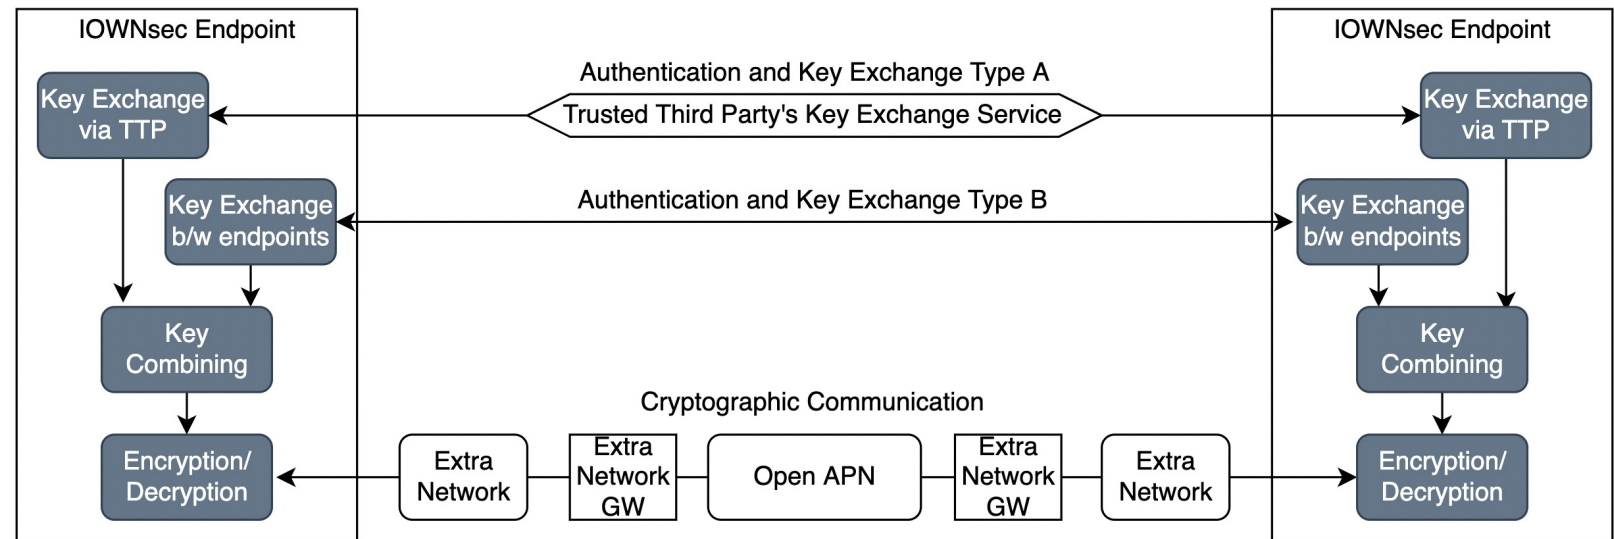 IOWNsec Endpoint
IOWNsec Endpoint
Authentication and Key Exchange Type A
Key Exchange
via TTP
Trusted Third Party's Key Exchange Service
Key Exchange
via TTP
Key Exchange
b/w endpoints
Authentication and Key Exchange Type B
Key Exchange
b/w endpoints
Key
Combining
Key
Combining
Cryptographic Communication
Encryption/
Decryption
Extra
Network
Extra
Network
GW
Open APN
Extra
Network
GW
Extra
Network
Encryption/
Decryption